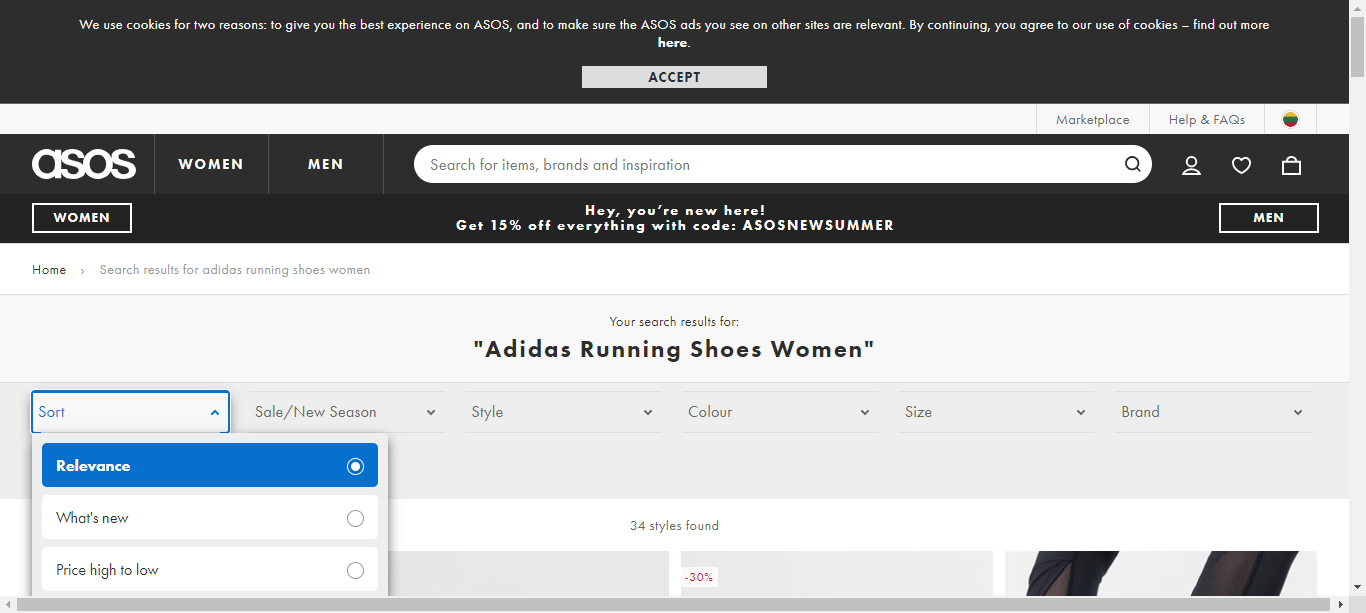 We use cookies for two reasons: to give you the best experience on ASOS, and to make sure the ASOS ads you see on other sites are relevant. By continuing, you agree to our use of cookies – find out more
here.
ACCEPT
Marketplace
Help & FAQs
asos
WOMEN
MEN
Search for items, brands and inspiration
WOMEN
Hey, you're new here!
Get 15% off everything with code: ASOSNEWSUMMER
MEN
Home › Search results for adidas running shoes women
Your search results for:
"Adidas Running Shoes Women"
Sort
Sale/New Season
Style
Colour
Size
Brand
Relevance
What's new
Price high to low
34 styles found
-30%